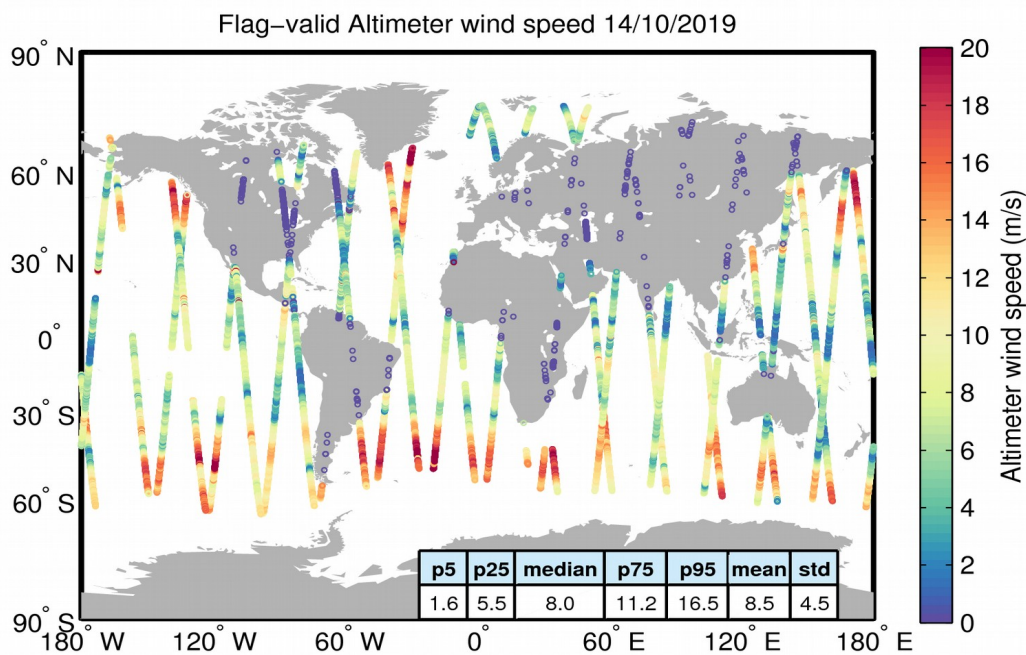 Flag−valid Altimeter wind speed 14/10/2019
90° N
60° N
30° N
0°
30° S
60° S
90° S
180° W
120° W
60° W
0°
60° E
120° E
180° E
p5 p25 median p75 p95 mean std
1.6 5.5 8.0 11.2 16.5 8.5 4.5
20
18
16
14
12
10
8
6
4
2
0
Altimeter wind speed (m/s)